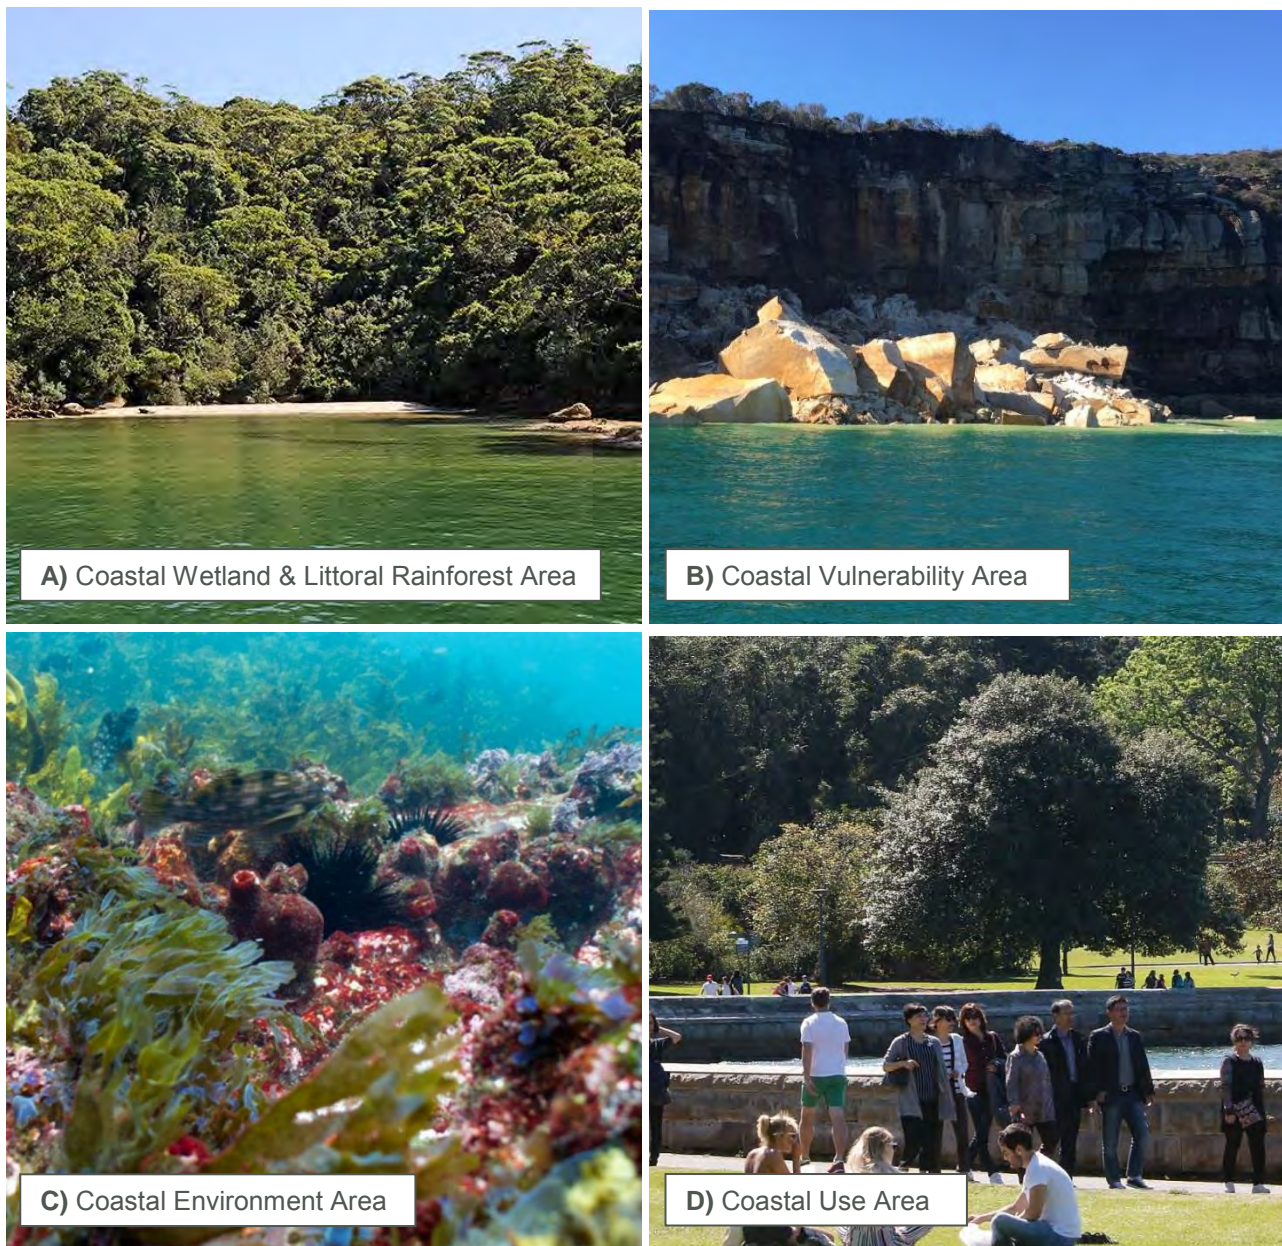 A) Coastal Wetland & Littoral Rainforest Area
B) Coastal Vulnerability Area
C) Coastal Environment Area
D) Coastal Use Area